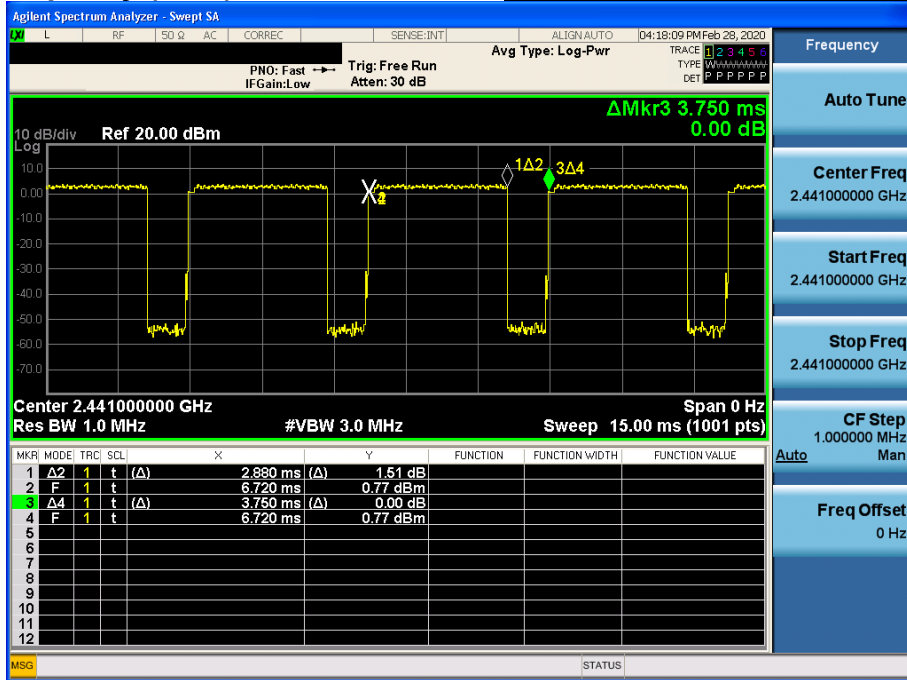 Agilent Spectrum Analyzer - Swept SA
LXI L RF 50 Ω AC CORREC SENSE:INT ALIGN AUTO 04:18:09 PM Feb 28, 2020
Avg Type: Log-Pwr TRACE 1 2 3 4 5 6
PNO: Fast Trig: Free Run TYPE
IFGain:Low Atten: 30 dB DET P P P P P P
ΔMkr3 3.750 ms
10 dB/div Ref 20.00 dBm 0.00 dB
Log
10.0
0.00
-10.0
-20.0
-30.0
-40.0
-50.0
-60.0
-70.0
1Δ2 3Δ4
Center 2.441000000 GHz Span 0 Hz
Res BW 1.0 MHz #VBW 3.0 MHz Sweep 15.00 ms (1001 pts)
MKR MODE TRC SCL X Y FUNCTION FUNCTION WIDTH FUNCTION VALUE
1 Δ2 1 t (Δ) 2.880 ms (Δ) 1.51 dB
2 F 1 t 6.720 ms 0.77 dBm
3 Δ4 1 t (Δ) 3.750 ms (Δ) 0.00 dB
4 F 1 t 6.720 ms 0.77 dBm
5
6
7
8
9
10
11
12
MSG STATUS
Frequency
Auto Tune
Center Freq
2.441000000 GHz
Start Freq
2.441000000 GHz
Stop Freq
2.441000000 GHz
CF Step
1.000000 MHz
Auto Man
Freq Offset
0 Hz